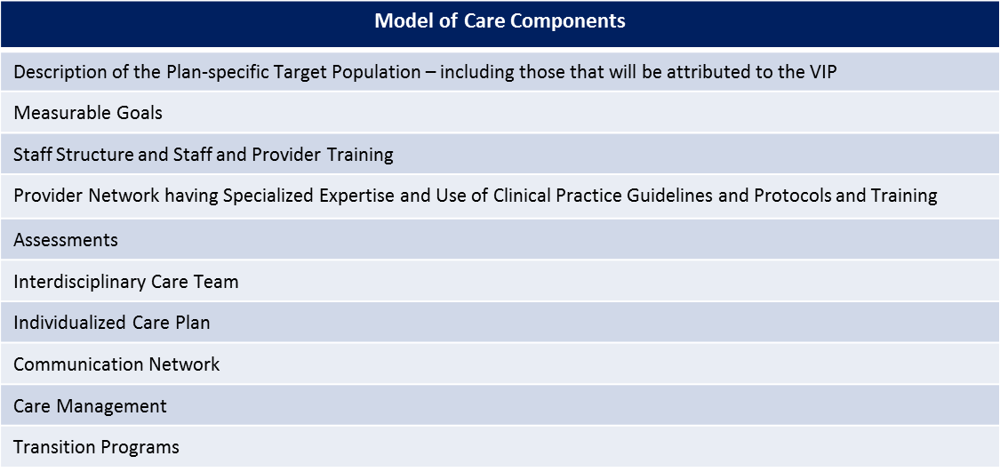 Model of Care Components
Description of the Plan-specific Target Population – including those that will be attributed to the VIP
Measurable Goals
Staff Structure and Staff and Provider Training
Provider Network having Specialized Expertise and Use of Clinical Practice Guidelines and Protocols and Training
Assessments
Interdisciplinary Care Team
Individualized Care Plan
Communication Network
Care Management
Transition Programs